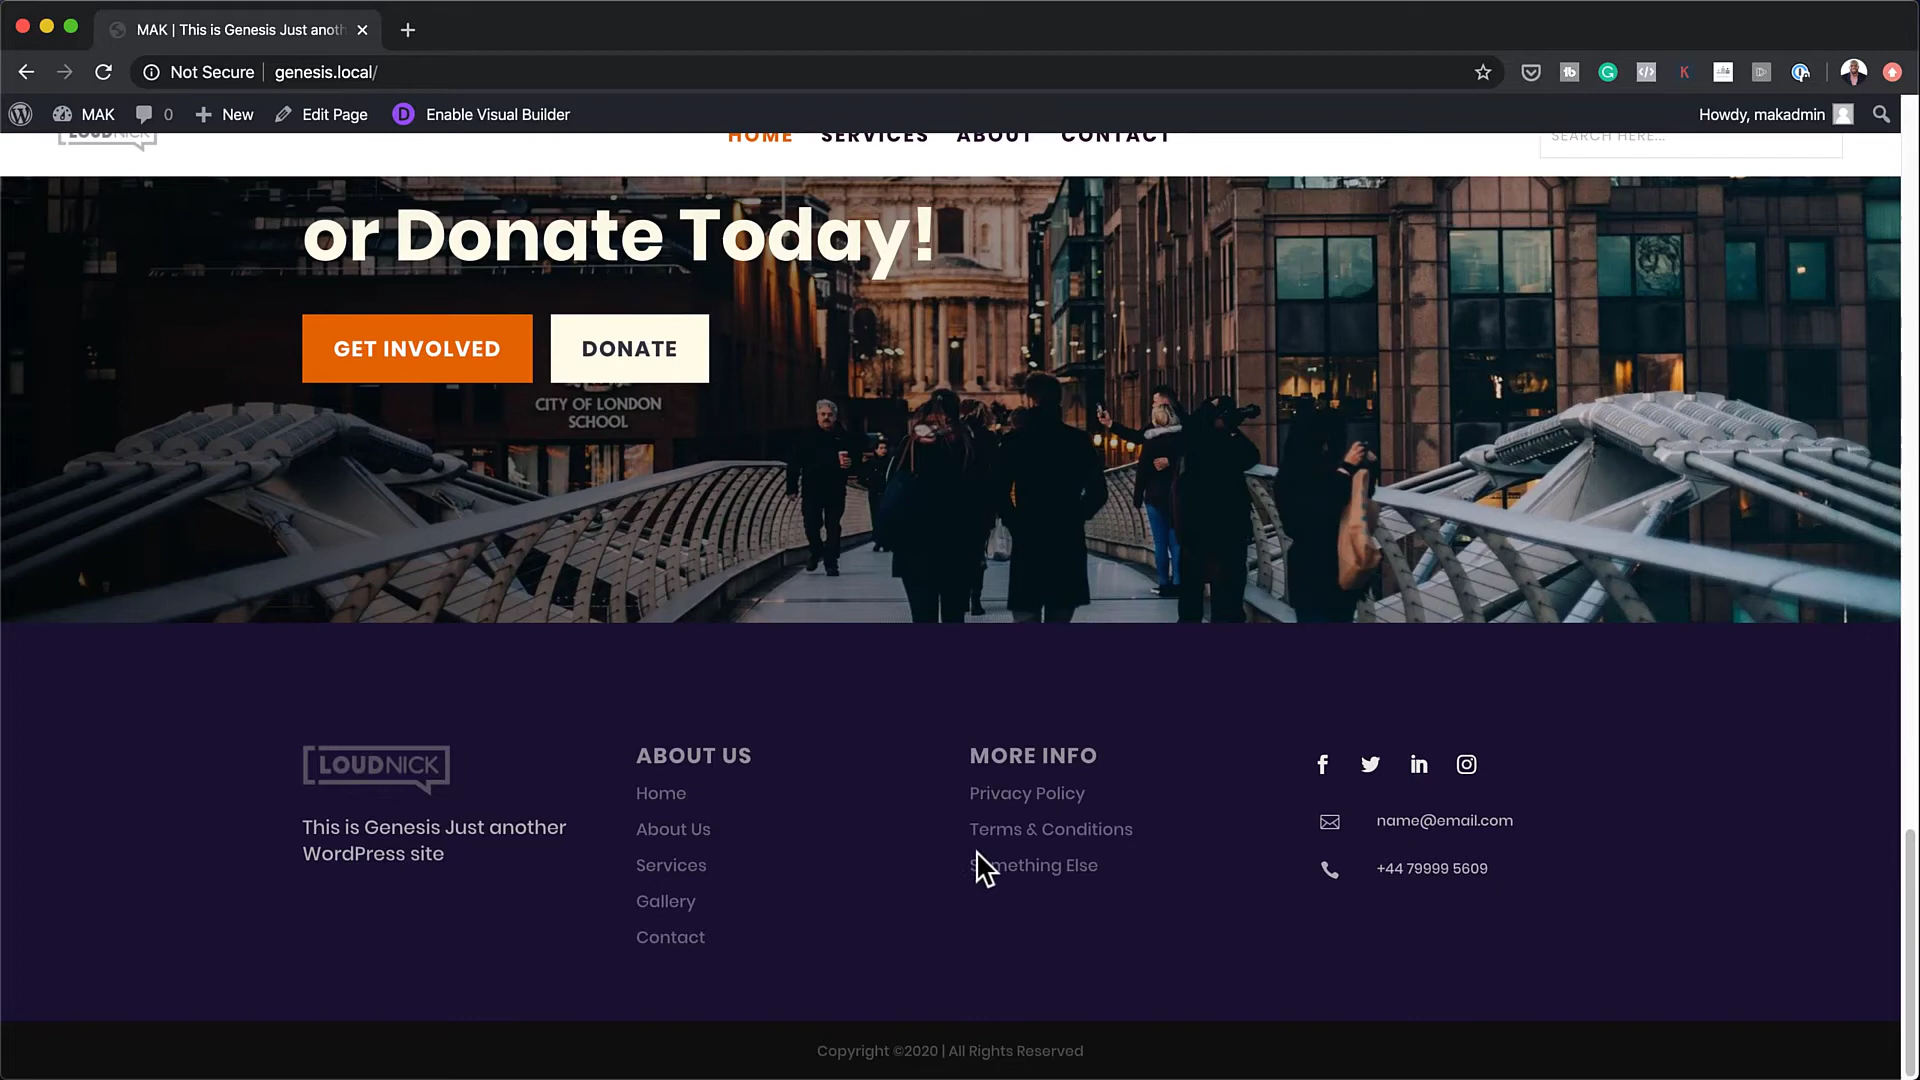 MAK | This is Genesis Just anoth
Not Secure
genesis.local/
MAK
0
New
Edit Page
D
Enable Visual Builder
Howdy, makadmin
LOUDNICK
HOME
SERVICES
ABOUT
CONTACT
SEARCH HERE...
or Donate Today!
GET INVOLVED
DONATE
CITY OF LONDON
SCHOOL
LOUDNICK
This is Genesis Just another
WordPress site
ABOUT US
Home
About Us
Services
Gallery
Contact
MORE INFO
Privacy Policy
Terms & Conditions
Something Else
name@email.com
+44 79999 5609
Copyright ©2020 | All Rights Reserved